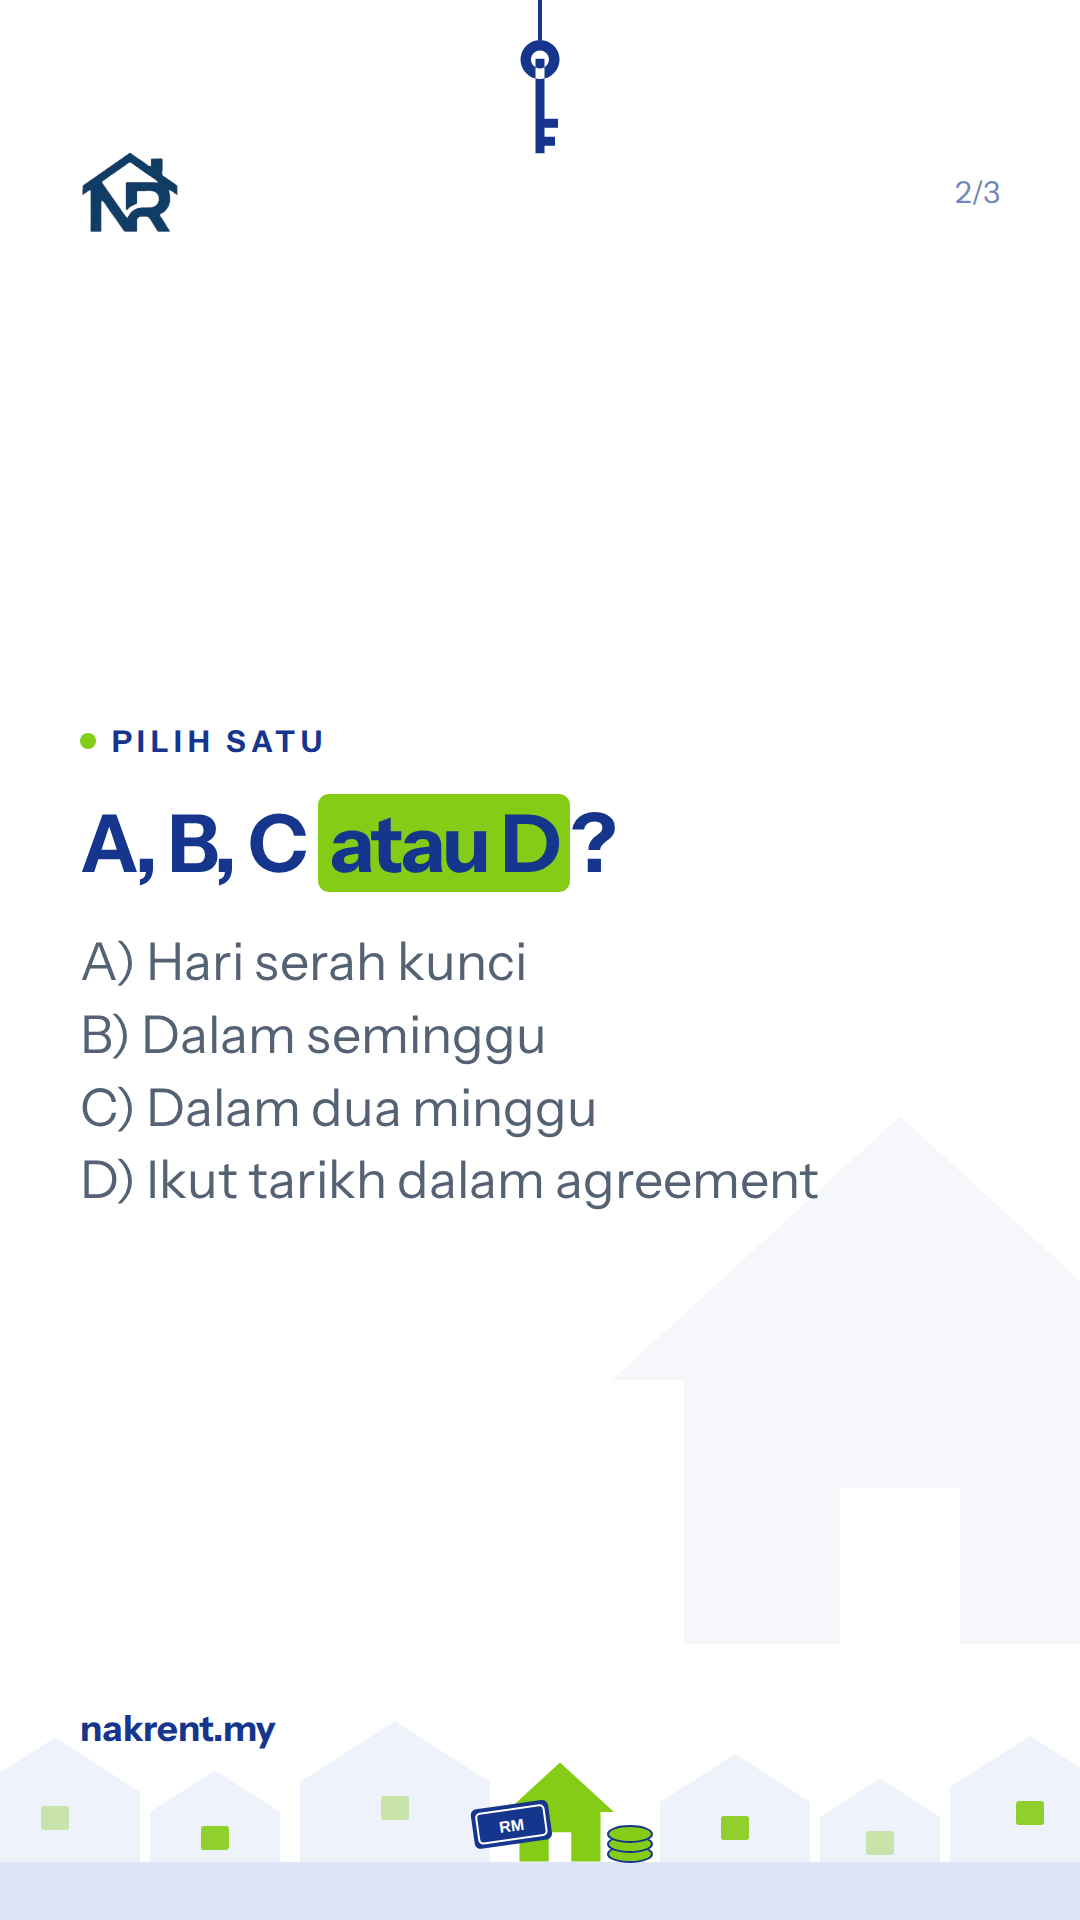 NR
2/3
PILIH SATU
A, B, C atau D?
A) Hari serah kunci
B) Dalam seminggu
C) Dalam dua minggu
D) Ikut tarikh dalam agreement
nakrent.my
RM